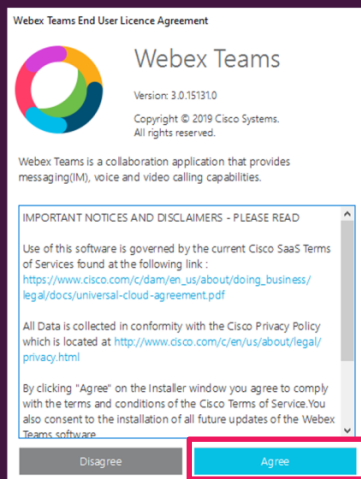 Webex Teams End User Licence Agreement
Webex Teams
Version: 3.0.15131.0
Copyright © 2019 Cisco Systems.
All rights reserved.
Webex Teams is a collaboration application that provides
messaging(IM), voice and video calling capabilities.
IMPORTANT NOTICES AND DISCLAIMERS - PLEASE READ
Use of this software is governed by the current Cisco SaaS Terms
of Services found at the following link :
https://www.cisco.com/c/dam/en_us/about/doing_business/
legal/docs/universal-cloud-agreement.pdf
All Data is collected in conformity with the Cisco Privacy Policy
which is located at http://www.cisco.com/c/en/us/about/legal/
privacy.html
By clicking "Agree" on the Installer window you agree to comply
with the terms and conditions of the Cisco Terms of Service.You
also consent to the installation of all future updates of the Webex
Teams software.
Disagree
Agree